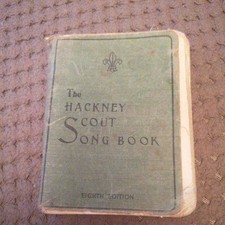 The
HACKNEY
SCOUT
SONG BOOK
EIGHTH EDITION